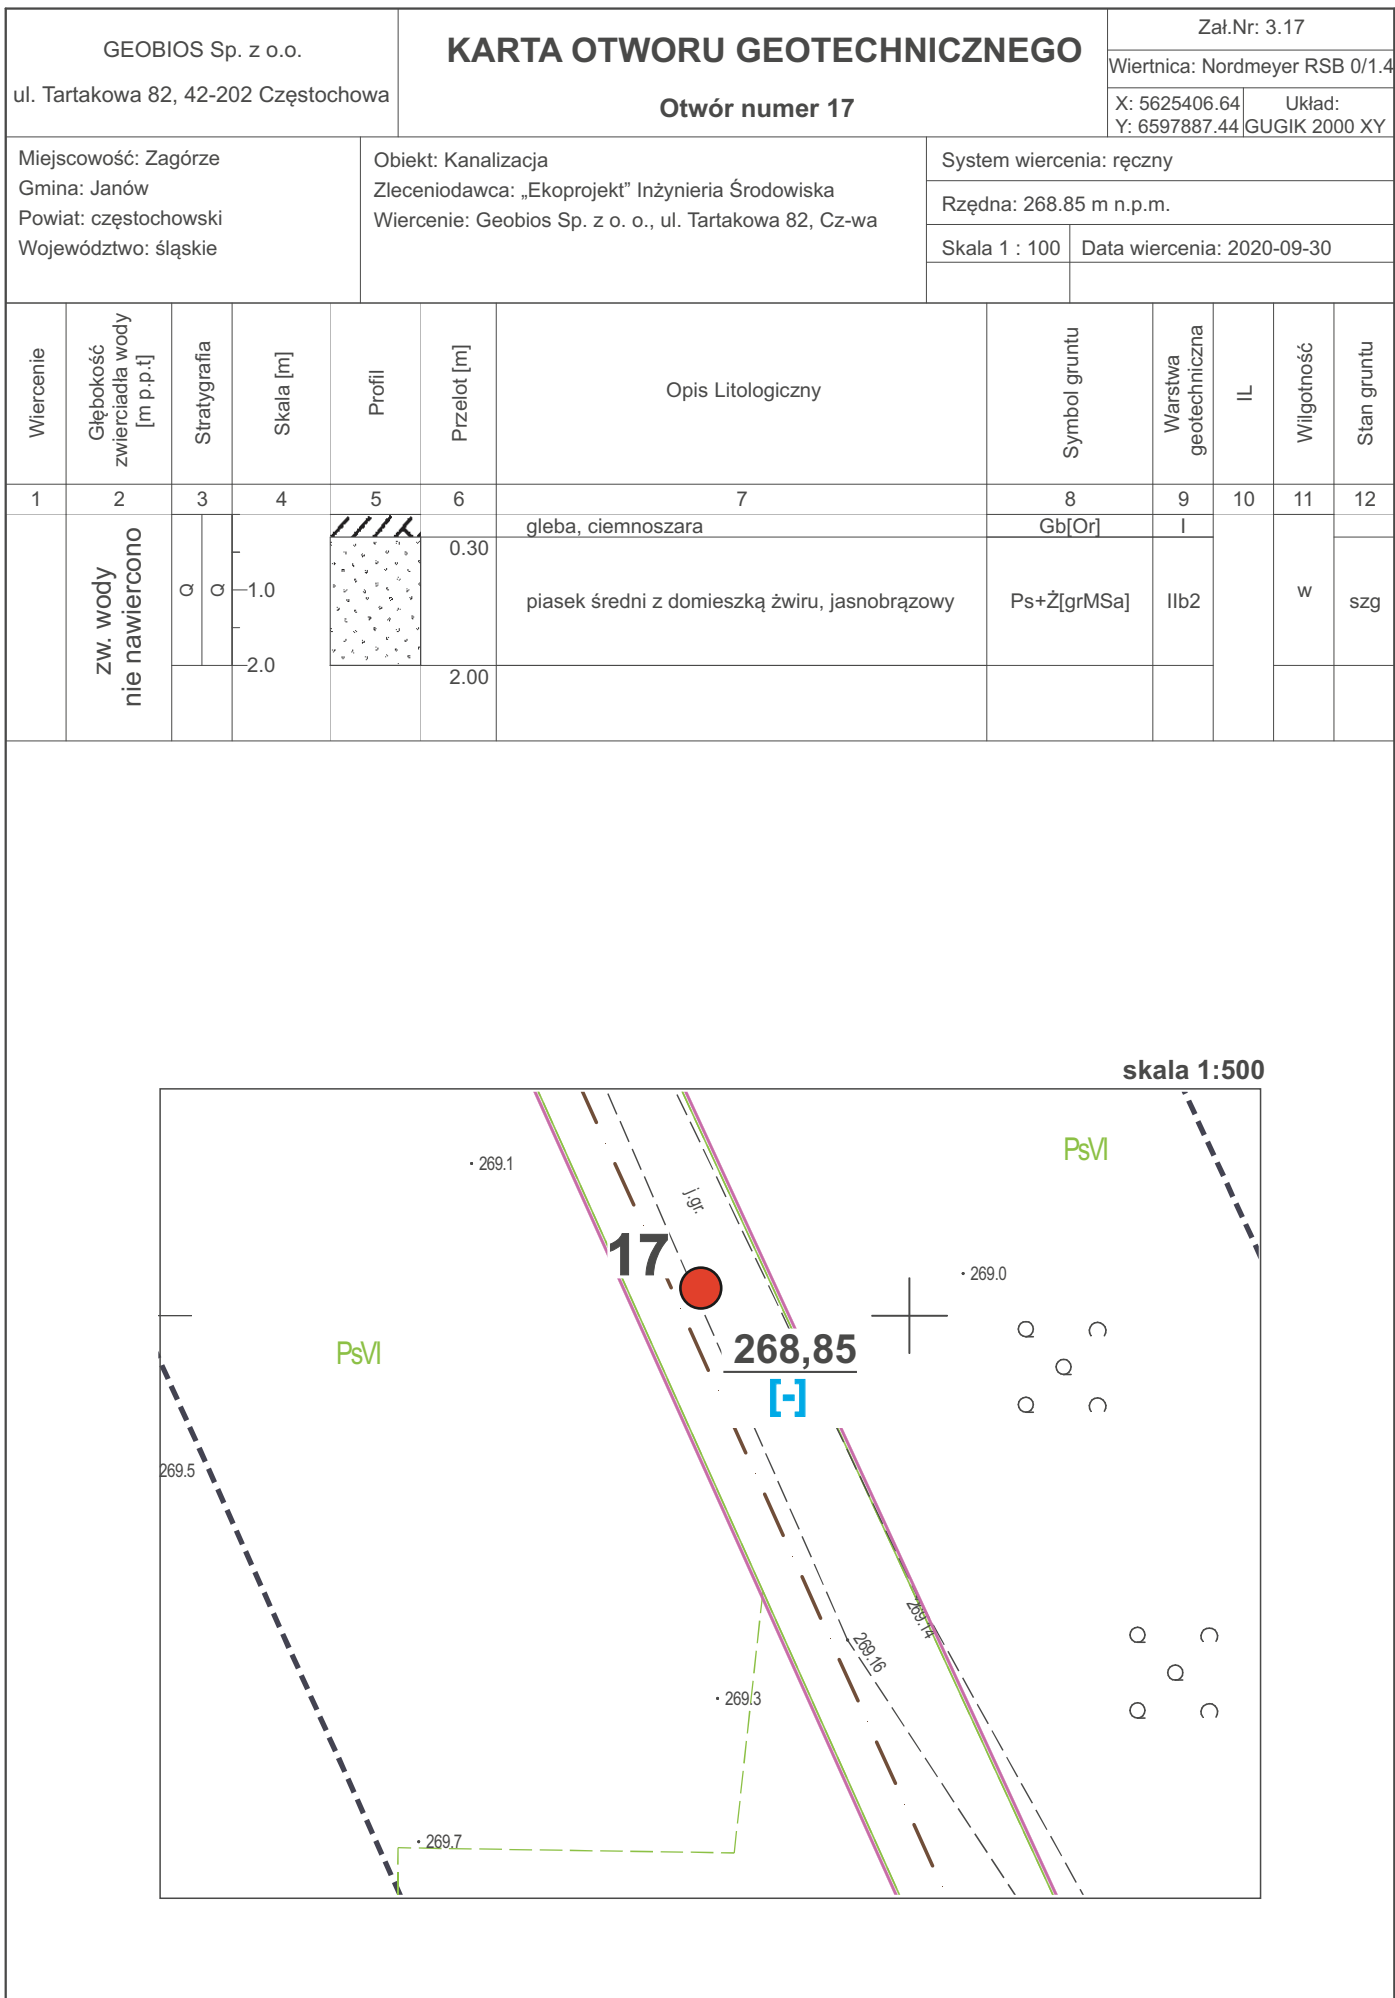 GEOBIOS Sp. z o.o.
ul. Tartakowa 82, 42-202 Częstochowa
KARTA OTWORU GEOTECHNICZNEGO
Otwór numer 17
Zał.Nr: 3.17
Wiertnica: Nordmeyer RSB 0/1.4
X: 5625406.64
Y: 6597887.44
Układ:
GUGIK 2000 XY
Miejscowość: Zagórze
Gmina: Janów
Powiat: częstochowski
Województwo: śląskie
Obiekt: Kanalizacja
Zleceniodawca: „Ekoprojekt” Inżynieria Środowiska
Wiercenie: Geobios Sp. z o. o., ul. Tartakowa 82, Cz-wa
System wiercenia: ręczny
Rzędna: 268.85 m n.p.m.
Skala 1 : 100
Data wiercenia: 2020-09-30
Wiercenie
Głębokość
zwierciadła wody
[m p.p.t]
Stratygrafia
Skala [m]
Profil
Przelot [m]
Opis Litologiczny
Symbol gruntu
Warstwa
geotechniczna
IL
Wilgotność
Stan gruntu
1 2 3 4 5 6 7 8 9 10 11 12
zw. wody
nie nawiercono
Q Q
1.0
2.0
0.30
2.00
gleba, ciemnoszara
Gb[Or]
I
piasek średni z domieszką żwiru, jasnobrązowy
Ps+Ż[grMSa]
IIb2
w
szg
skala 1:500
PsVI
269.1
j.gr.
17
269.0
268,85
[-]
PsVI
269.5
269.14
269.16
269.3
269.7